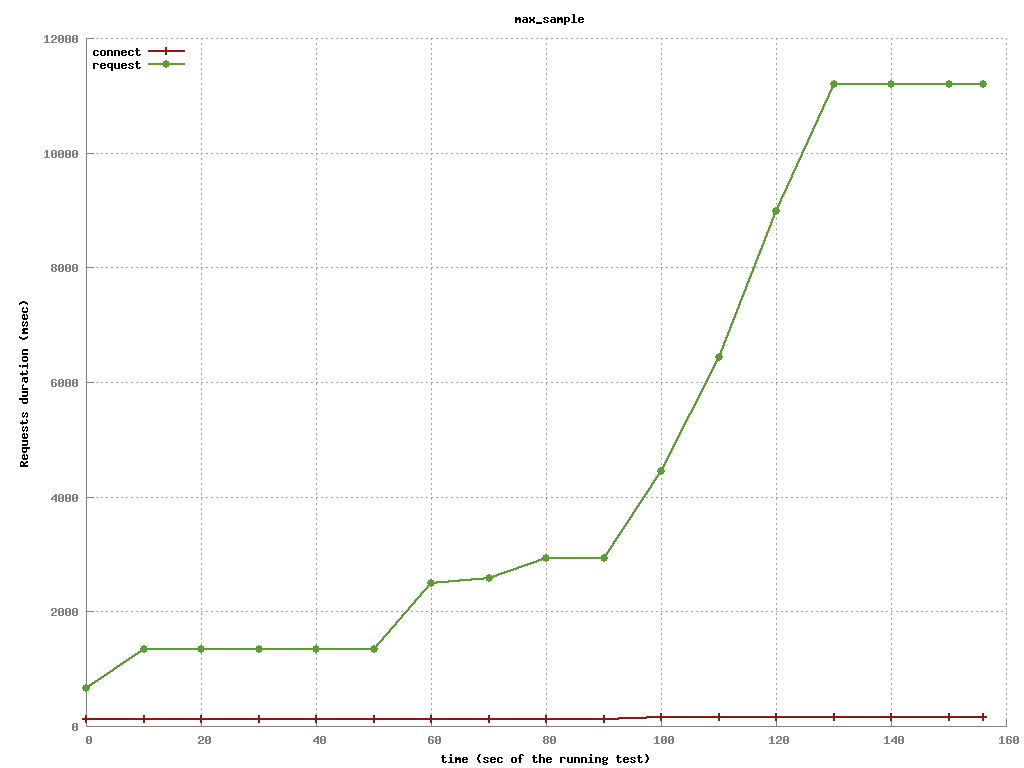 max_sample
connect
request
12000
10000
8000
6000
4000
2000
0
Requests duration (msec)
0 20 40 60 80 100 120 140 160
time (sec of the running test)